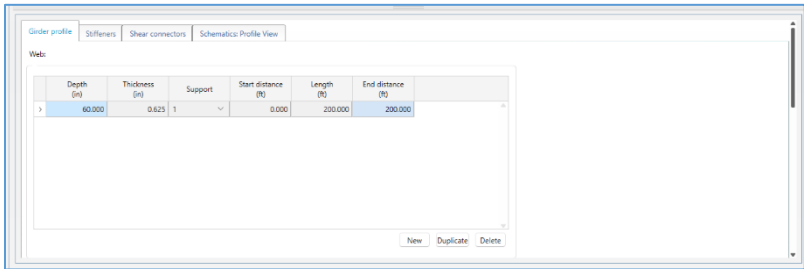 Girder profile Stiffeners Shear connectors Schematics: Profile View
Web:
Depth Thickness Support Start distance Length End distance
(in) (in) (ft) (ft) (ft)
60.000 0.625 1 0.000 200.000 200.000
New Duplicate Delete